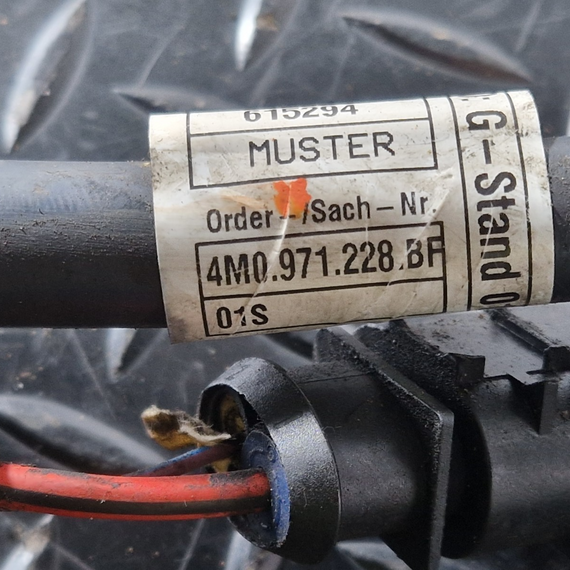 615294
MUSTER
Order-/Sach-Nr.
4M0.971.228.BF
01S
G-Stand